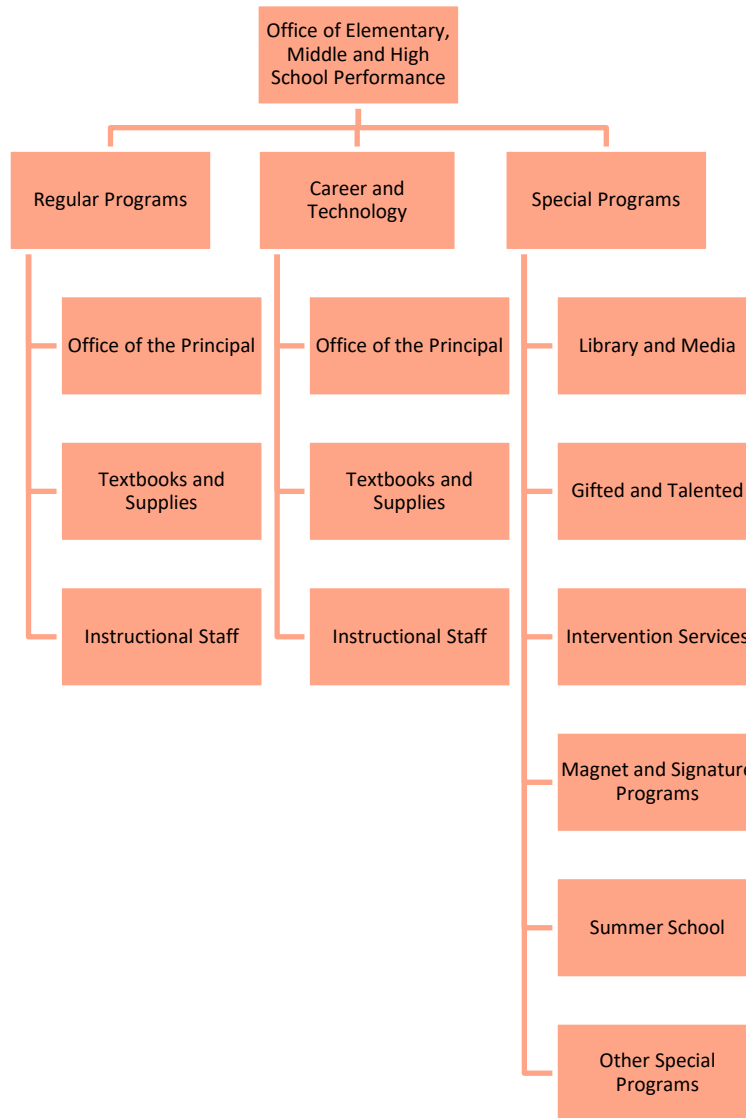 Office of Elementary,
Middle and High
School Performance
Regular Programs
Career and
Technology
Special Programs
Office of the Principal
Office of the Principal
Library and Media
Textbooks and
Supplies
Textbooks and
Supplies
Gifted and Talented
Instructional Staff
Instructional Staff
Intervention Services
Magnet and Signature
Programs
Summer School
Other Special
Programs